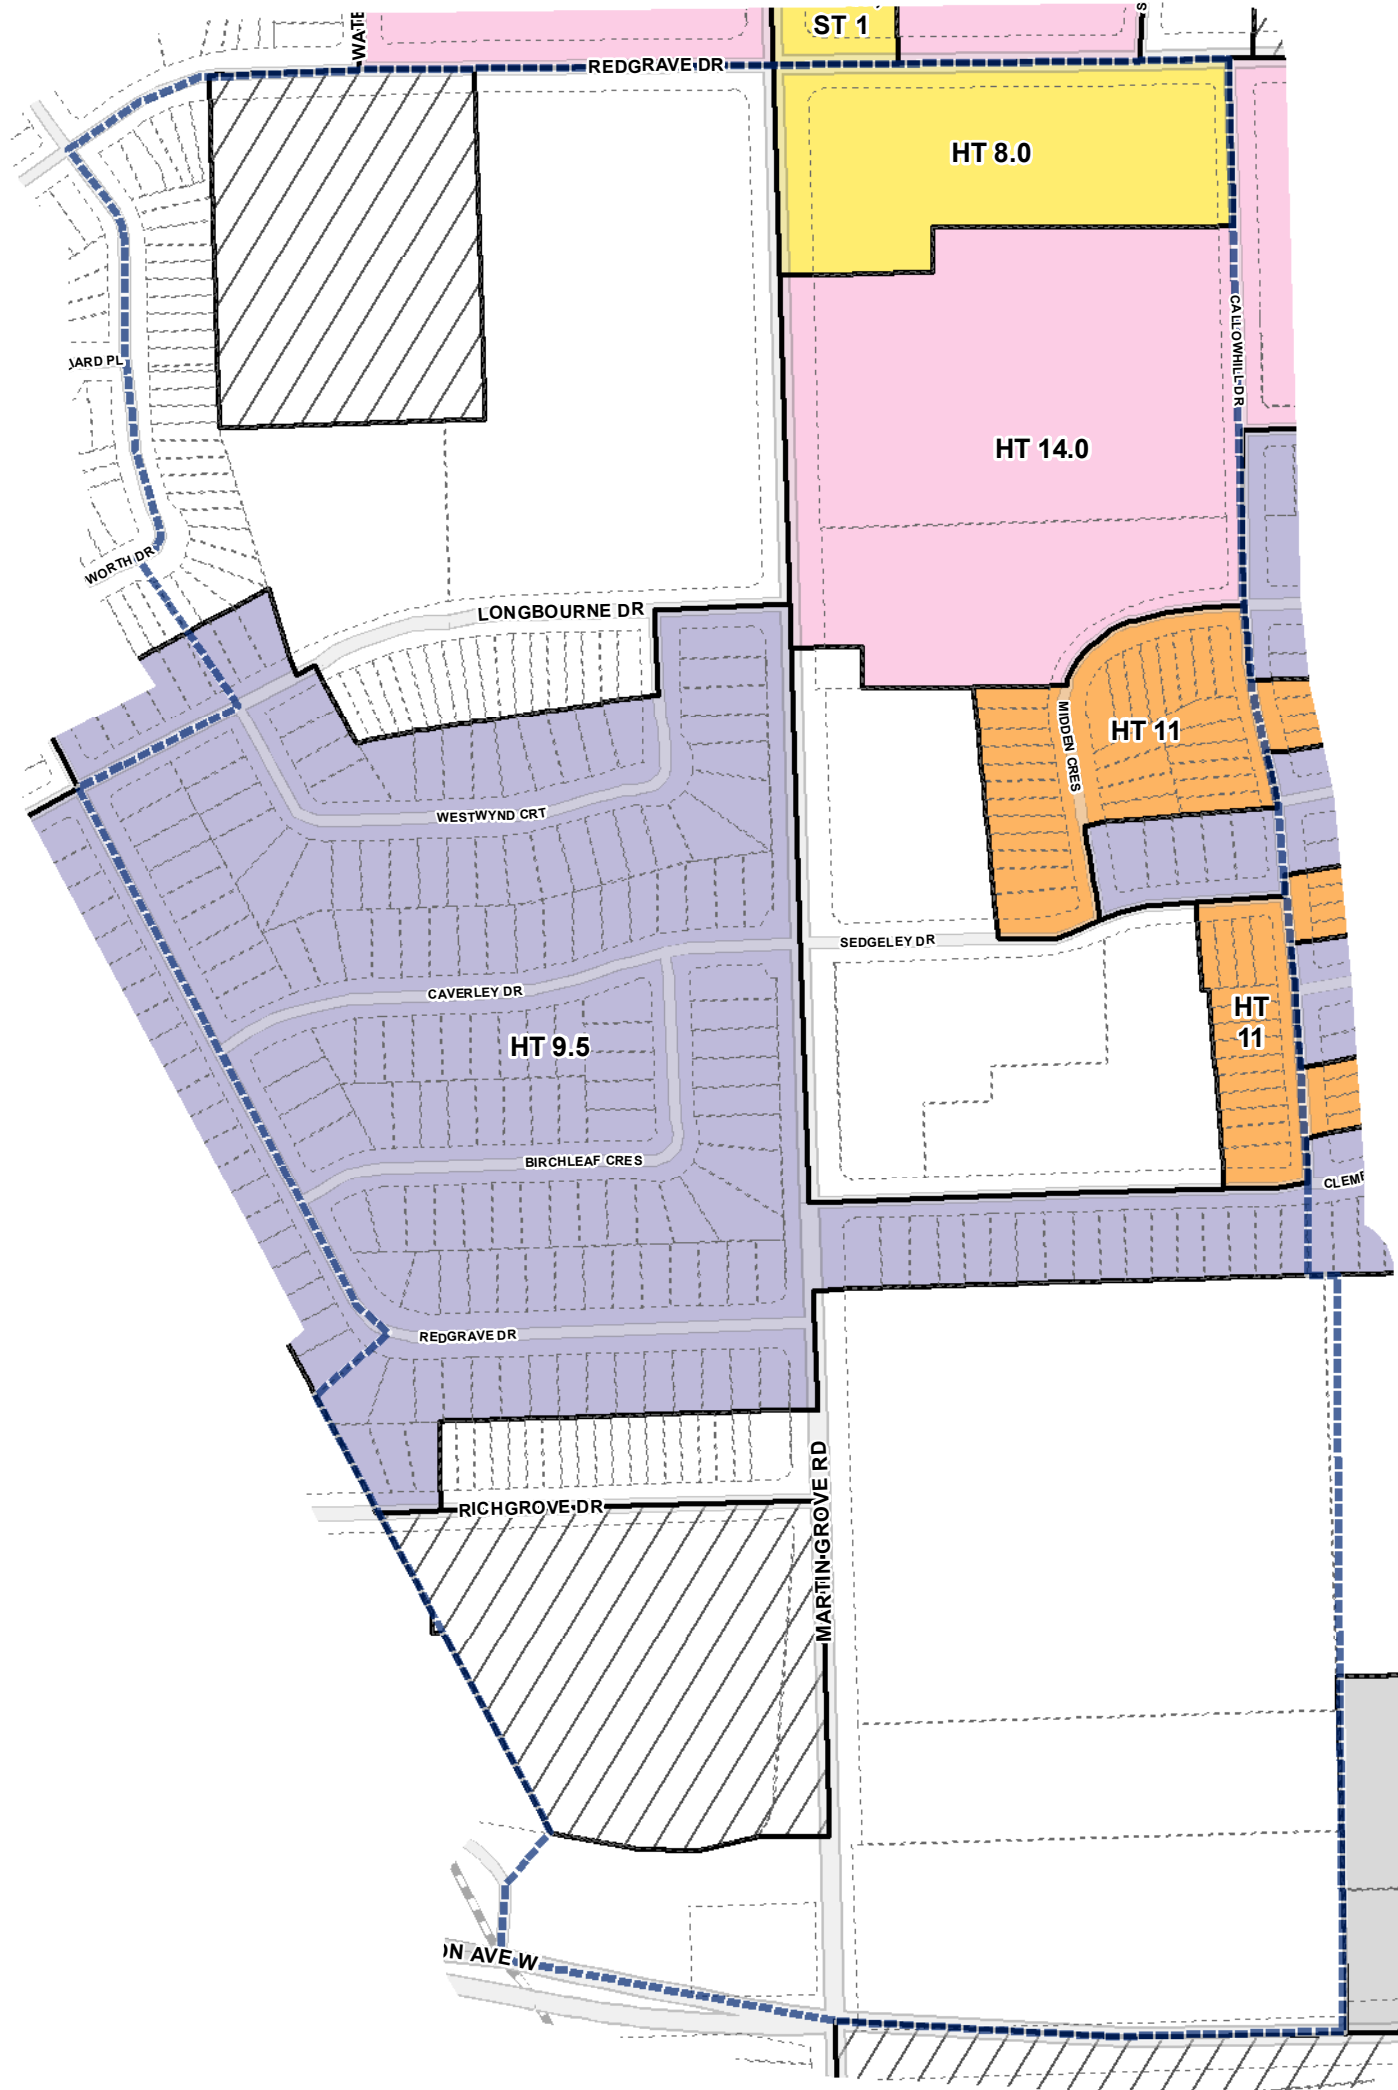 WATE
ST 1
S
REDGRAVE DR
HT 8.0
CALLOWHILL DR
ARD PL
HT 14.0
WORTH DR
LONGBOURNE DR
MIDDEN CRES
HT 11
WESTWYND CRT
SEDGELEY DR
CAVERLEY DR
HT 9.5
HT
11
BIRCHLEAF CRES
CLEME
REDGRAVE DR
MARTIN GROVE RD
RICHGROVE DR
ON AVE W